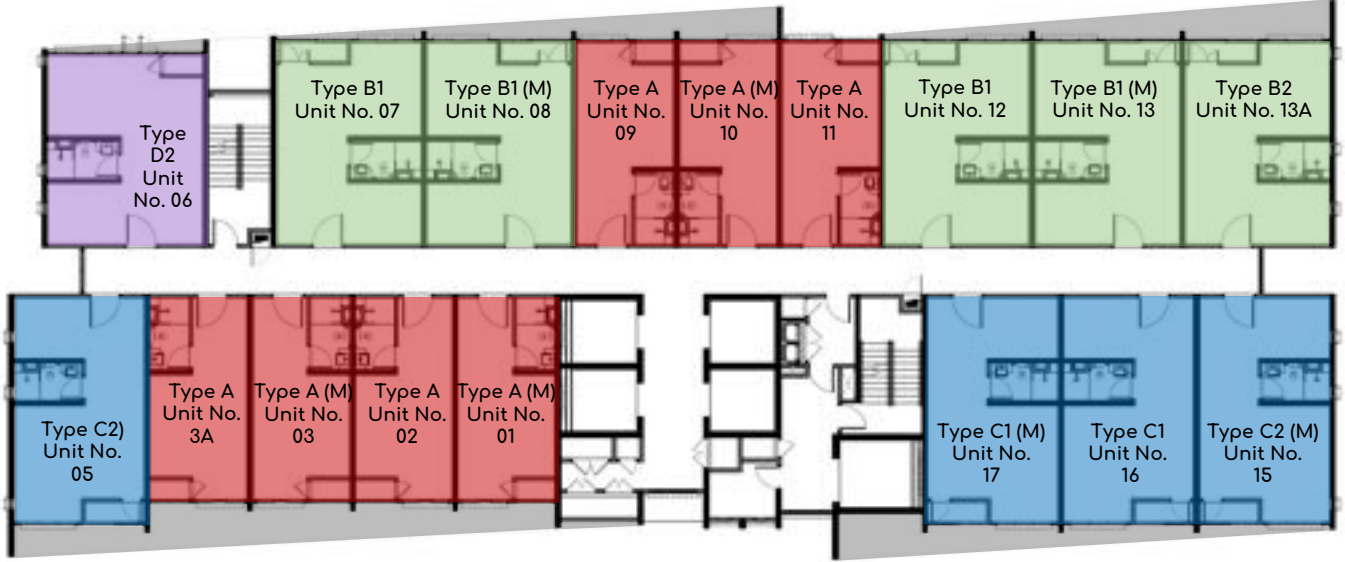 Type B1
Unit No. 07
Type B1 (M)
Unit No. 08
Type A
Unit No.
09
Type A (M)
Unit No.
10
Type A
Unit No.
11
Type B1
Unit No. 12
Type B1 (M)
Unit No. 13
Type B2
Unit No. 13A
Type
D2
Unit
No. 06
Type C2)
Unit No.
05
Type A
Unit No.
3A
Type A (M)
Unit No.
03
Type A
Unit No.
02
Type A (M)
Unit No.
01
Type C1 (M)
Unit No.
17
Type C1
Unit No.
16
Type C2 (M)
Unit No.
15